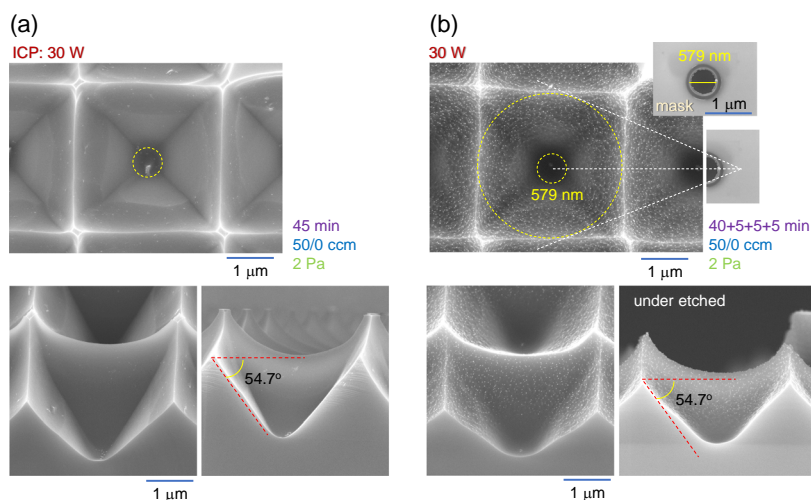 (a)
ICP: 30 W
45 min
50/0 ccm
2 Pa
1 μm
54.7°
1 μm
(b)
30 W
579 nm
mask
1 μm
579 nm
40+5+5+5 min
50/0 ccm
2 Pa
1 μm
under etched
54.7°
1 μm